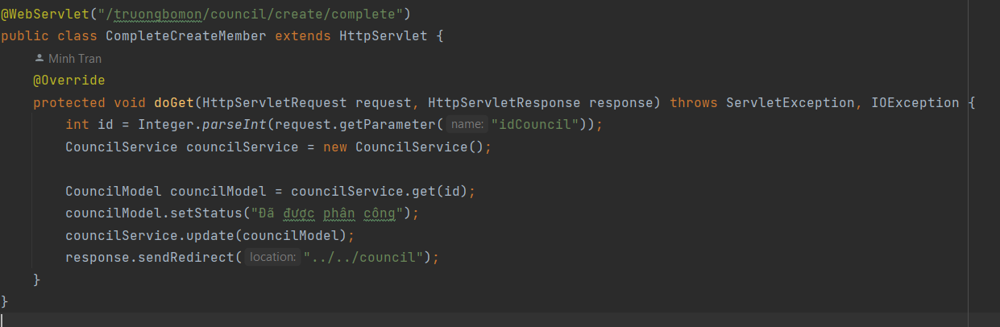 @WebServlet("/truongbomon/council/create/complete")
public class CompleteCreateMember extends HttpServlet {
Minh Tran
@Override
protected void doGet(HttpServletRequest request, HttpServletResponse response) throws ServletException, IOException {
int id = Integer.parseInt(request.getParameter( name: "idCouncil"));
CouncilService councilService = new CouncilService();
CouncilModel councilModel = councilService.get(id);
councilModel.setStatus("Đã được phân công");
councilService.update(councilModel);
response.sendRedirect( location: "../../council");
}
}